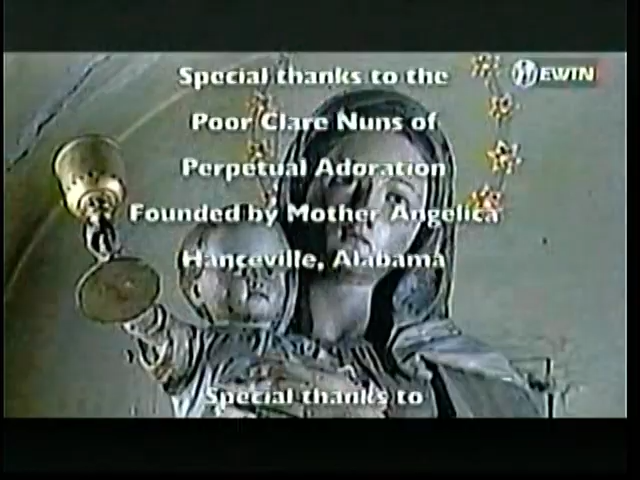 Special thanks to the
EWTN
Poor Clare Nuns of
Perpetual Adoration
Founded by Mother Angelica
Hanceville, Alabama
Special thanks to